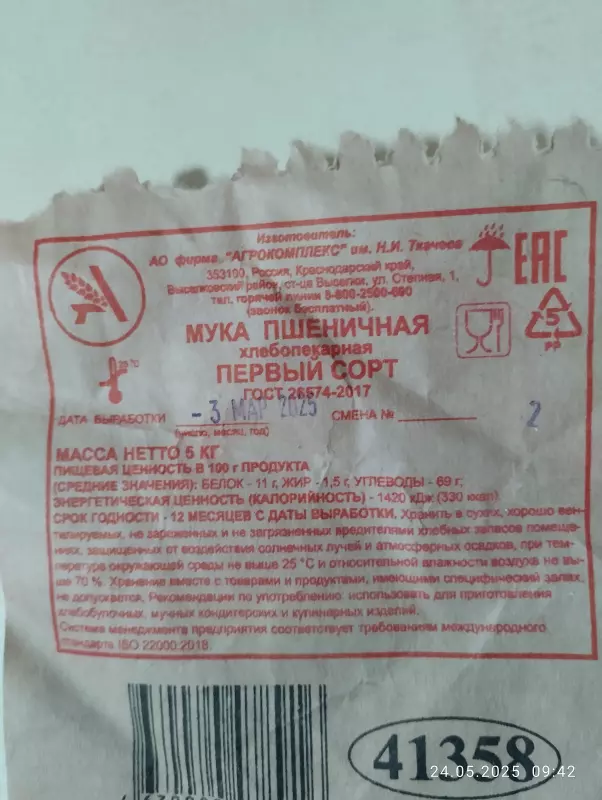 Изготовитель:
АО фирма "АГРОКОМПЛЕКС" им. Н.И. Ткачева
353100, Россия, Краснодарский край,
Выселковский район, ст-ца Выселки, ул. Степная, 1,
тел. горячей линии 8-800-2500-600
(звонок бесплатный).
EAC
МУКА ПШЕНИЧНАЯ
хлебопекарная
ПЕРВЫЙ СОРТ
ГОСТ 26574-2017
5
PP
ДАТА ВЫРАБОТКИ - 3 МАР 2025 СМЕНА № 2
(число, месяц, год)
МАССА НЕТТО 5 КГ
ПИЩЕВАЯ ЦЕННОСТЬ В 100 г ПРОДУКТА
(СРЕДНИЕ ЗНАЧЕНИЯ): БЕЛОК - 11 г, ЖИР - 1,5 г, УГЛЕВОДЫ - 69 г;
ЭНЕРГЕТИЧЕСКАЯ ЦЕННОСТЬ (КАЛОРИЙНОСТЬ) - 1420 кДж (330 ккал).
СРОК ГОДНОСТИ - 12 МЕСЯЦЕВ С ДАТЫ ВЫРАБОТКИ. Хранить в сухих, хорошо вен-
тилируемых, не зараженных и не загрязненных вредителями хлебных запасов помеще-
ниях, защищенных от воздействия солнечных лучей и атмосферных осадков, при тем-
пературе окружающей среды не выше 25 °С и относительной влажности воздуха не вы-
ше 70 %. Хранение вместе с товарами и продуктами, имеющими специфический запах,
не допускается. Рекомендации по употреблению: использовать для приготовления
хлебобулочных, мучных кондитерских и кулинарных изделий.
Система менеджмента предприятия соответствует требованиям международного
стандарта ISO 22000:2018.
41358
24.05.2025 09:42